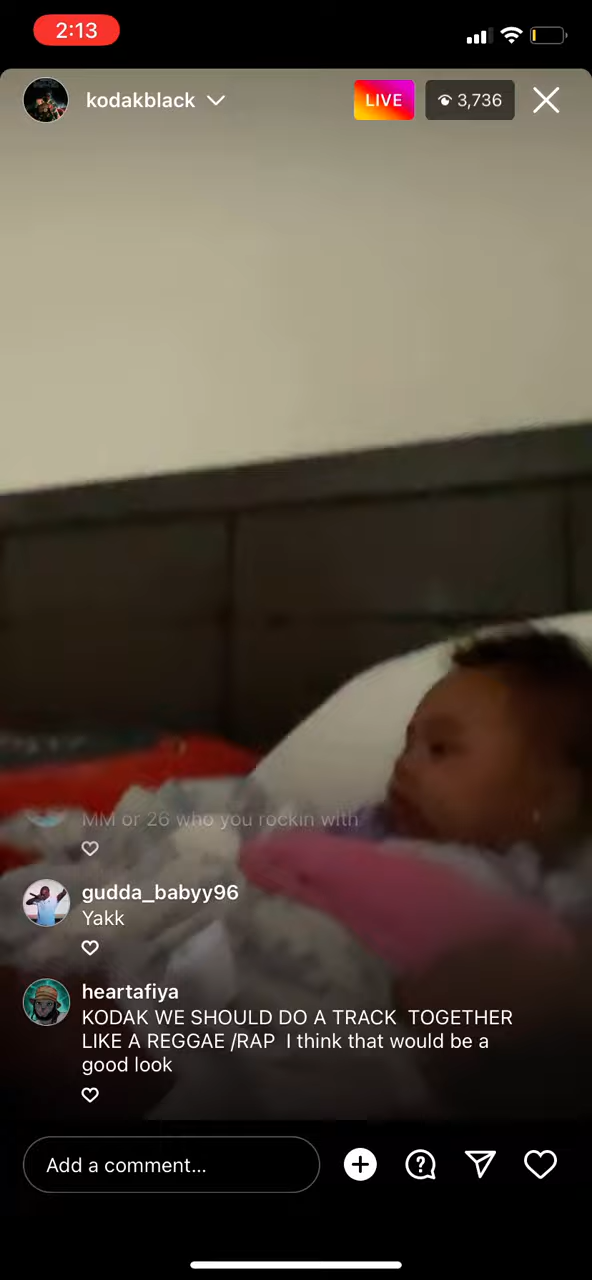 2:13
kodakblack
LIVE
3,736
MM or 26 who you rockin with
gudda_babyy96
Yakk
heartafiya
KODAK WE SHOULD DO A TRACK TOGETHER
LIKE A REGGAE /RAP I think that would be a
good look
Add a comment...